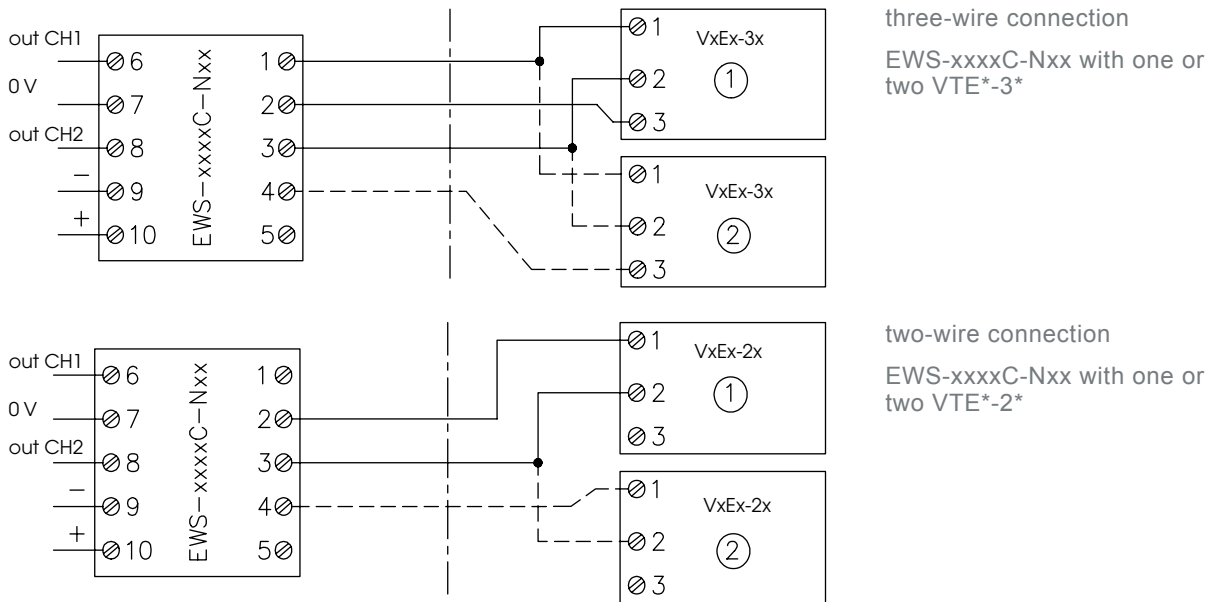 out CH1
0 V
out CH2
−
+
6
7
8
9
10
EWS-xxxxC-Nxx
1
2
3
4
5
1
2
3
VxEx-3x
1
1
2
3
VxEx-3x
2
three-wire connection
EWS-xxxxC-Nxx with one or
two VTE*-3*
out CH1
0 V
out CH2
−
+
6
7
8
9
10
EWS-xxxxC-Nxx
1
2
3
4
5
1
2
3
VxEx-2x
1
1
2
3
VxEx-2x
2
two-wire connection
EWS-xxxxC-Nxx with one or
two VTE*-2*